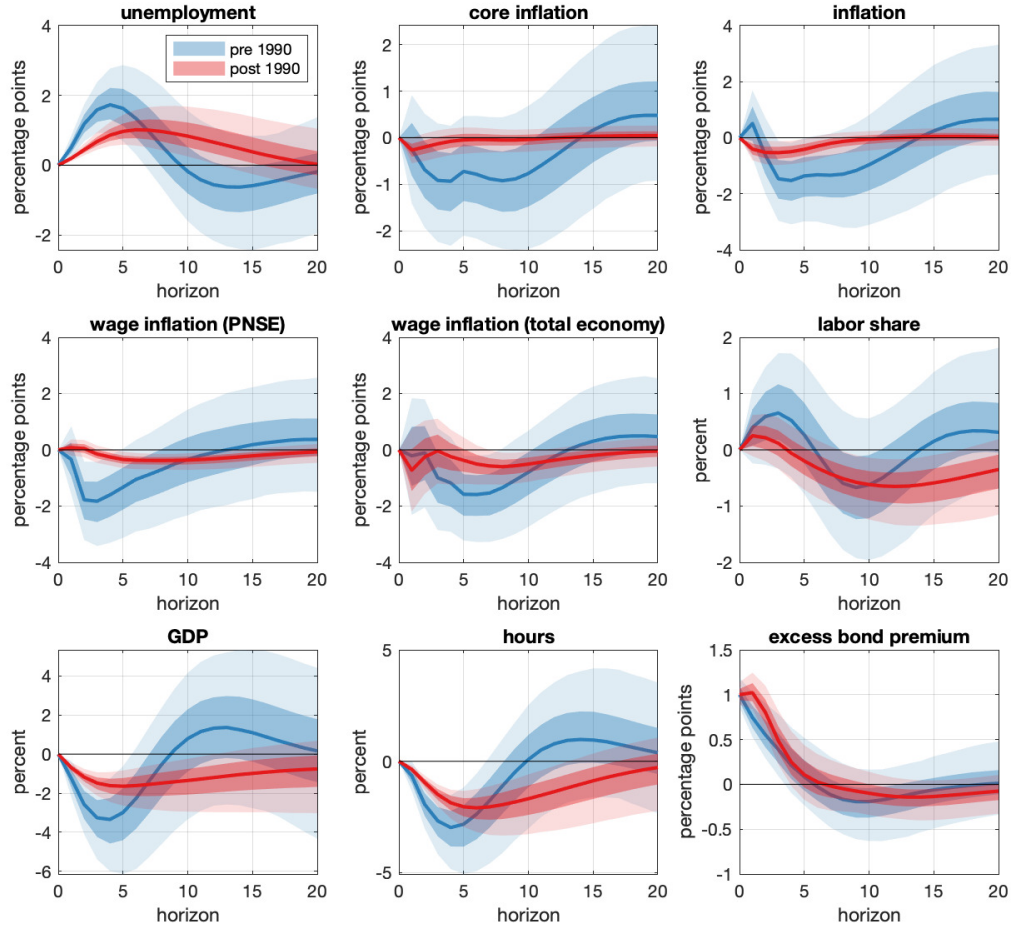 unemployment
core inflation
inflation
percentage points
4
2
0
-2
pre 1990
post 1990
0 5 10 15 20
horizon
percentage points
2
1
0
-1
-2
0 5 10 15 20
horizon
percentage points
4
2
0
-2
-4
0 5 10 15 20
horizon
wage inflation (PNSE)
wage inflation (total economy)
labor share
percentage points
4
2
0
-2
-4
0 5 10 15 20
horizon
percentage points
4
2
0
-2
-4
0 5 10 15 20
horizon
percent
2
1
0
-1
-2
0 5 10 15 20
horizon
GDP
hours
excess bond premium
percent
4
2
0
-2
-4
-6
0 5 10 15 20
horizon
percent
5
0
-5
0 5 10 15 20
horizon
percentage points
1.5
1
0.5
0
-0.5
-1
0 5 10 15 20
horizon